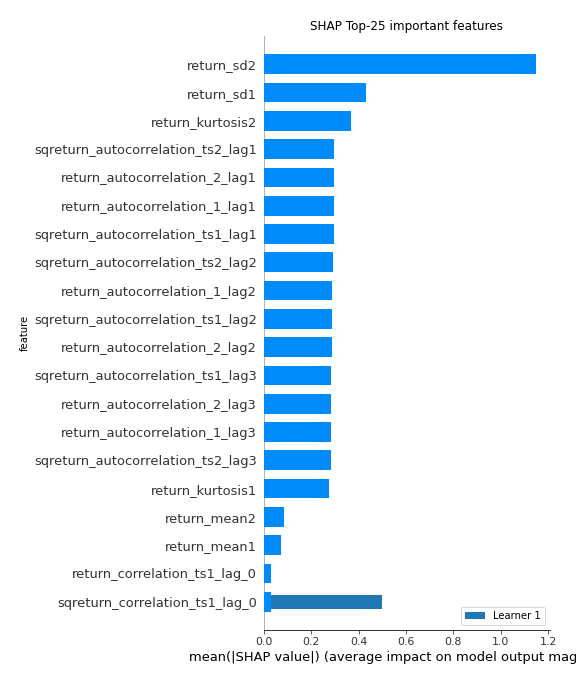 SHAP Top-25 important features
return_sd2
return_sd1
return_kurtosis2
sqreturn_autocorrelation_ts2_lag1
return_autocorrelation_2_lag1
return_autocorrelation_1_lag1
sqreturn_autocorrelation_ts1_lag1
sqreturn_autocorrelation_ts2_lag2
return_autocorrelation_1_lag2
sqreturn_autocorrelation_ts1_lag2
return_autocorrelation_2_lag2
sqreturn_autocorrelation_ts1_lag3
return_autocorrelation_2_lag3
return_autocorrelation_1_lag3
sqreturn_autocorrelation_ts2_lag3
return_kurtosis1
return_mean2
return_mean1
return_correlation_ts1_lag_0
sqreturn_correlation_ts1_lag_0
feature
Learner 1
0.0 0.2 0.4 0.6 0.8 1.0 1.2
mean(|SHAP value|) (average impact on model output mag